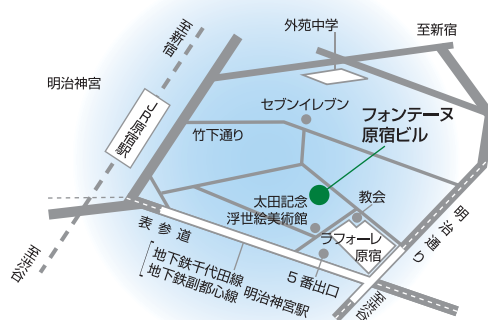 至新宿
外苑中学
至新宿
明治神宮
JR原宿駅
セブンイレブン
フォンテーヌ
原宿ビル
竹下通り
太田記念
浮世絵美術館
教会
ラフォーレ
原宿
明治通り
表参道
地下鉄千代田線
地下鉄副都心線
明治神宮駅
5番出口
至渋谷
至渋谷